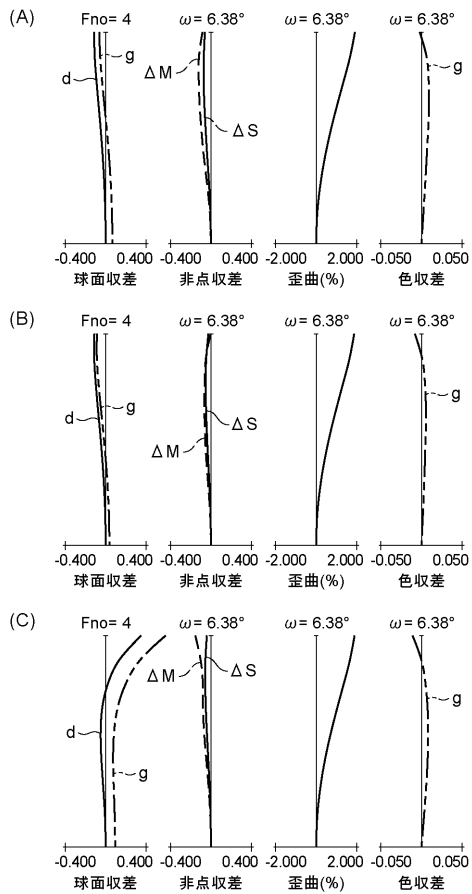 (A)
Fno= 4
ω= 6.38°
ω= 6.38°
ω= 6.38°
g
d
ΔM
ΔS
g
-0.400 0.400
-0.400 0.400
-2.000 2.000
-0.050 0.050
球面収差
非点収差
歪曲(%)
色収差
(B)
Fno= 4
ω= 6.38°
ω= 6.38°
ω= 6.38°
g
d
ΔS
ΔM
g
-0.400 0.400
-0.400 0.400
-2.000 2.000
-0.050 0.050
球面収差
非点収差
歪曲(%)
色収差
(C)
Fno= 4
ω= 6.38°
ω= 6.38°
ω= 6.38°
ΔM
ΔS
d
g
g
-0.400 0.400
-0.400 0.400
-2.000 2.000
-0.050 0.050
球面収差
非点収差
歪曲(%)
色収差